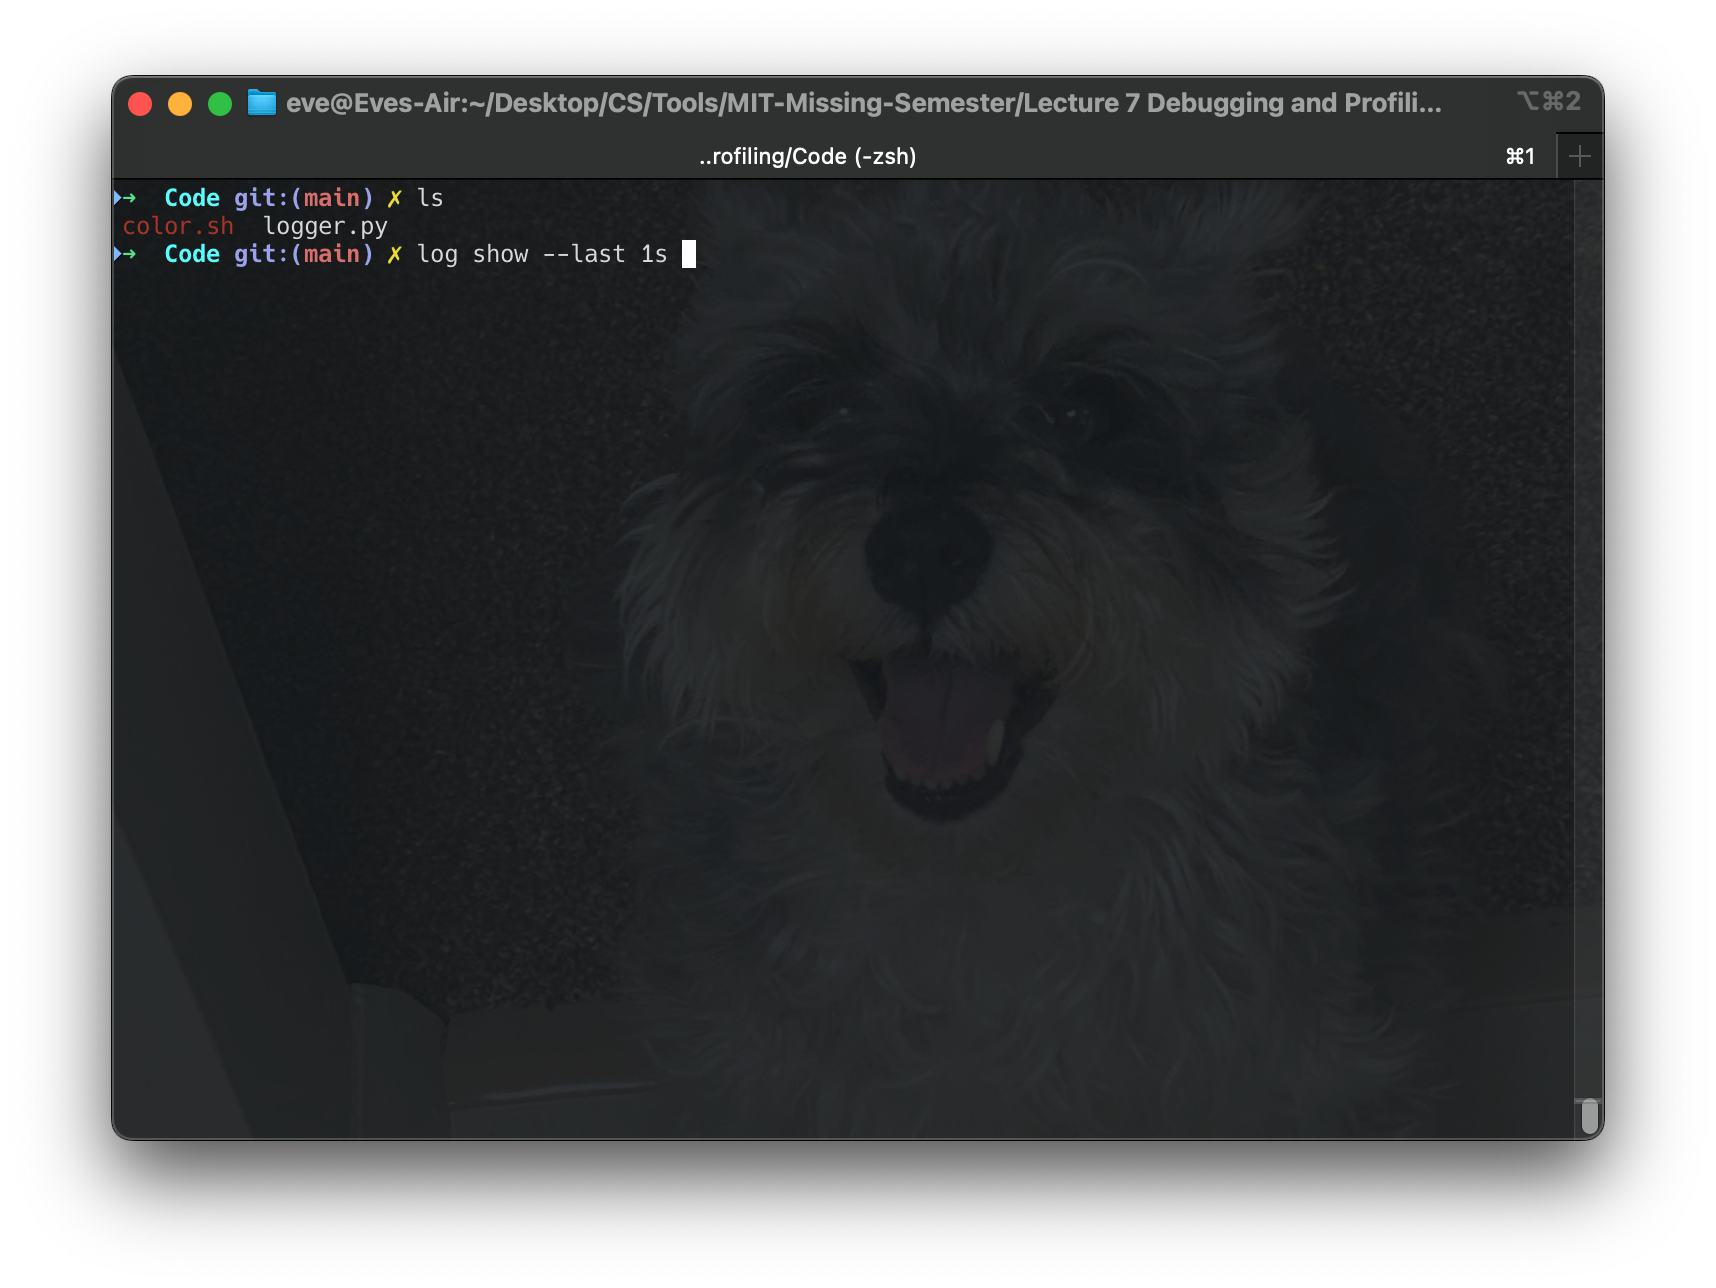 eve@Eves-Air:~/Desktop/CS/Tools/MIT-Missing-Semester/Lecture 7 Debugging and Profili...
⌥⌘2
..rofiling/Code (-zsh)
⌘1
➜ Code git:(main) ✗ ls
color.sh logger.py
➜ Code git:(main) ✗ log show --last 1s